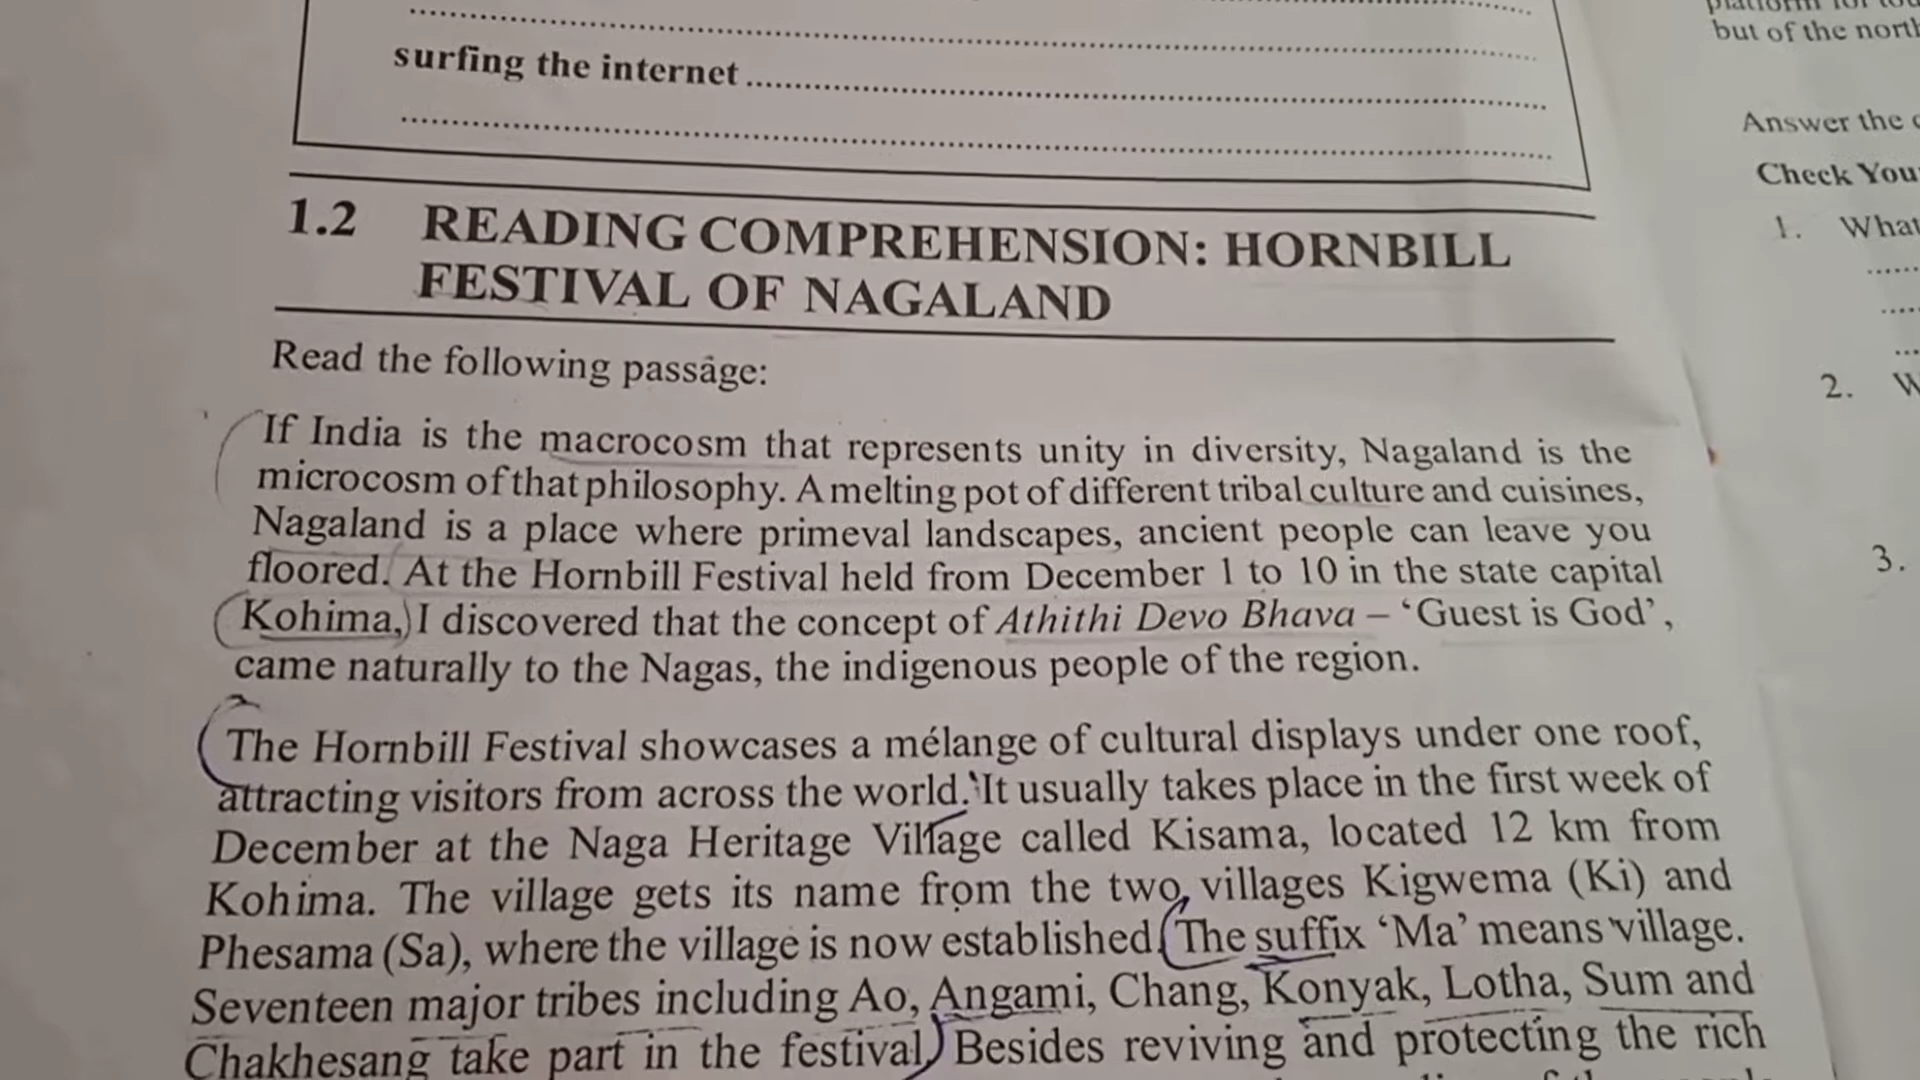 surfing the internet
1.2 READING COMPREHENSION: HORNBILL
FESTIVAL OF NAGALAND
Read the following passage:
If India is the macrocosm that represents unity in diversity, Nagaland is the
microcosm of that philosophy. A melting pot of different tribal culture and cuisines,
Nagaland is a place where primeval landscapes, ancient people can leave you
floored. At the Hornbill Festival held from December 1 to 10 in the state capital
Kohima, I discovered that the concept of Athithi Devo Bhava – ‘Guest is God’,
came naturally to the Nagas, the indigenous people of the region.
The Hornbill Festival showcases a mélange of cultural displays under one roof,
attracting visitors from across the world. It usually takes place in the first week of
December at the Naga Heritage Village called Kisama, located 12 km from
Kohima. The village gets its name from the two villages Kigwema (Ki) and
Phesama (Sa), where the village is now established. The suffix ‘Ma’ means village.
Seventeen major tribes including Ao, Angami, Chang, Konyak, Lotha, Sum and
Chakhesang take part in the festival. Besides reviving and protecting the rich
but of the
Answer the
Check
1. What
2.
3.